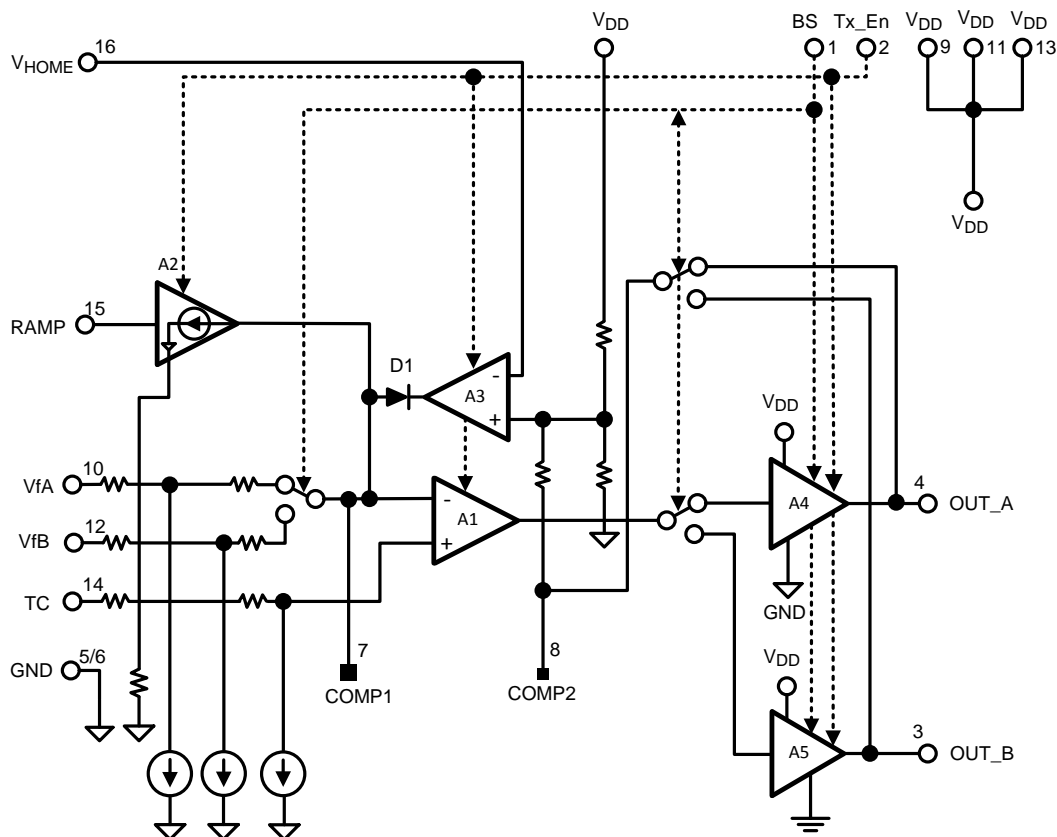 VDD
BS
Tx_En
VDD
VDD
VDD
VHOME
16
1
2
9
11
13
VDD
A2
15
RAMP
D1
-
A3
+
VDD
10
VfA
4
A4
OUT_A
-
A1
+
12
VfB
14
TC
GND
7
8
5/6
GND
COMP1
COMP2
VDD
3
A5
OUT_B